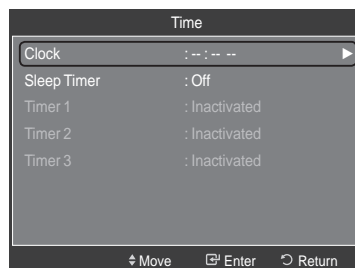 Time
Clock : -- : -- --
Sleep Timer : Off
Timer 1 : Inactivated
Timer 2 : Inactivated
Timer 3 : Inactivated
Move Enter Return